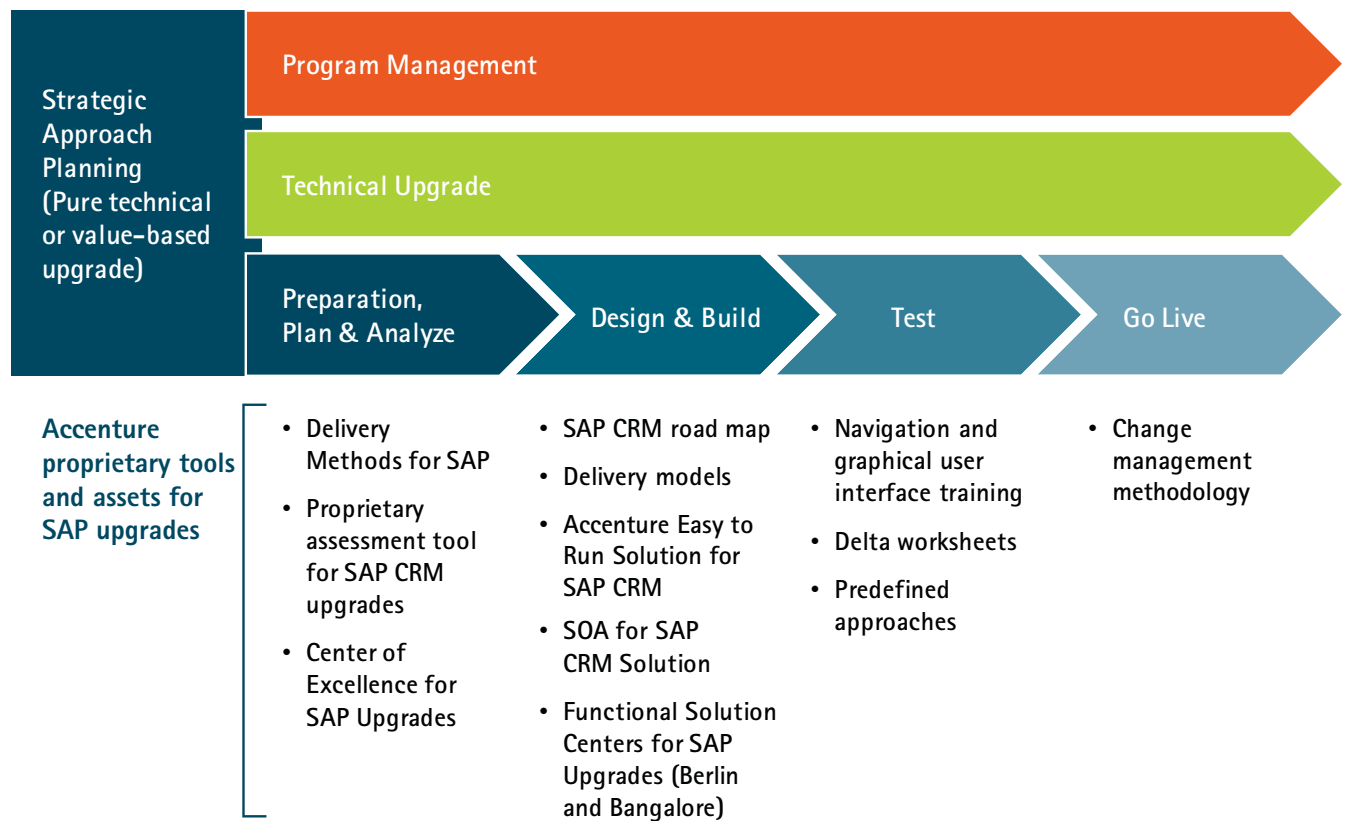 Strategic
Approach
Planning
(Pure technical
or value-based
upgrade)
Program Management
Technical Upgrade
Preparation,
Plan & Analyze
Design & Build
Test
Go Live
Accenture
proprietary tools
and assets for
SAP upgrades
• Delivery
Methods for SAP
• Proprietary
assessment tool
for SAP CRM
upgrades
• Center of
Excellence for
SAP Upgrades
• SAP CRM road map
• Delivery models
• Accenture Easy to
Run Solution for
SAP CRM
• SOA for SAP
CRM Solution
• Functional Solution
Centers for SAP
Upgrades (Berlin
and Bangalore)
• Navigation and
graphical user
interface training
• Delta worksheets
• Predefined
approaches
• Change
management
methodology